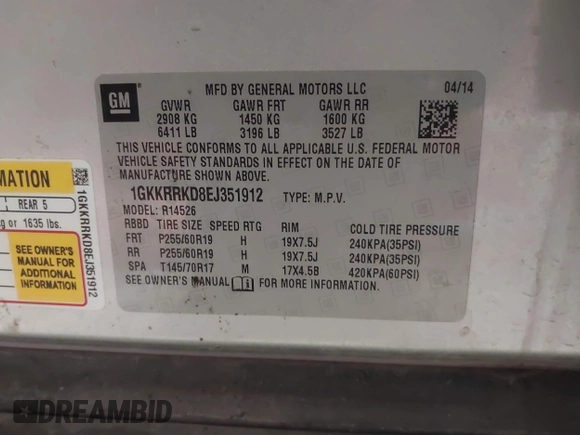 GM
MFD BY GENERAL MOTORS LLC 04/14
GVWR GAWR FRT GAWR RR
2908 KG 1450 KG 1600 KG
6411 LB 3196 LB 3527 LB
THIS VEHICLE CONFORMS TO ALL APPLICABLE U.S. FEDERAL MOTOR
VEHICLE SAFETY STANDARDS IN EFFECT ON THE DATE OF
MANUFACTURE SHOWN ABOVE.
1GKKRRKD8EJ351912 TYPE: M.P.V.
MODEL: R14526
RBBD TIRE SIZE SPEED RTG RIM COLD TIRE PRESSURE
FRT P255/60R19 H 19X7.5J 240KPA(35PSI)
RR P255/60R19 H 19X7.5J 240KPA(35PSI)
SPA T145/70R17 M 17X4.5B 420KPA(60PSI)
SEE OWNER'S MANUAL FOR MORE INFORMATION.
MATION
REAR 5
g or 1635 lbs.
SEE OWNER'S
MANUAL FOR
ADDITIONAL
INFORMATION
1GKKRRKD8EJ351912
DREAMBID